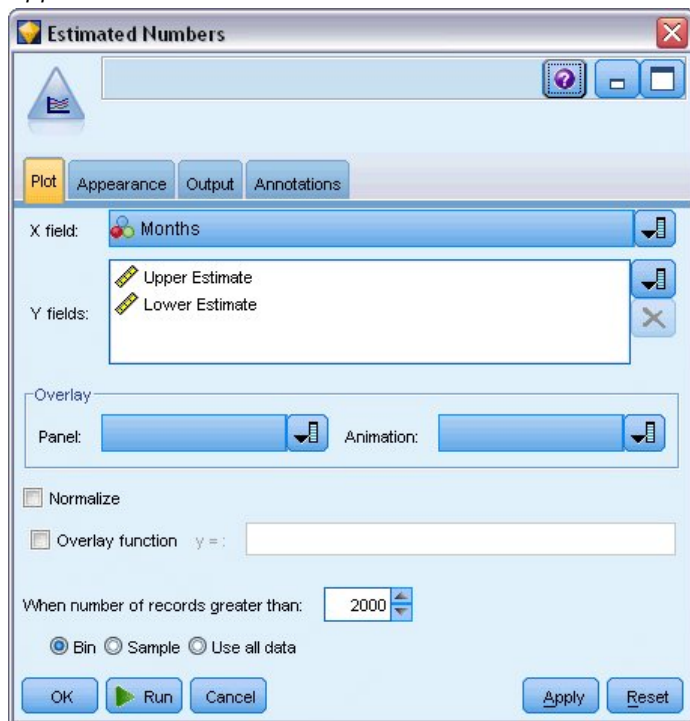 Estimated Numbers
?
Plot Appearance Output Annotations
X field: Months
Y fields:
Upper Estimate
Lower Estimate
Overlay
Panel: Animation:
Normalize
Overlay function y = :
When number of records greater than: 2000
Bin Sample Use all data
OK Run Cancel Apply Reset